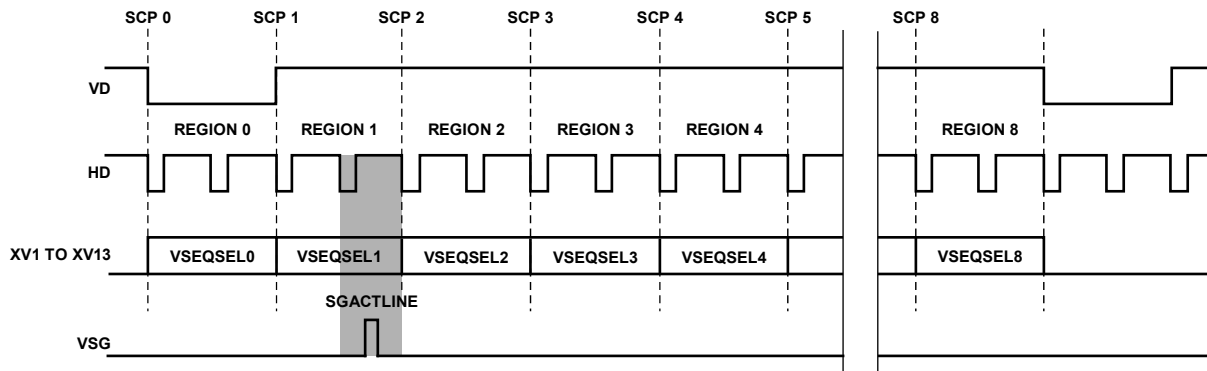 SCP 0 SCP 1 SCP 2 SCP 3 SCP 4 SCP 5 SCP 8
VD
REGION 0 REGION 1 REGION 2 REGION 3 REGION 4 REGION 8
HD
XV1 TO XV13 VSEQSEL0 VSEQSEL1 VSEQSEL2 VSEQSEL3 VSEQSEL4 VSEQSEL8
SGACTLINE
VSG